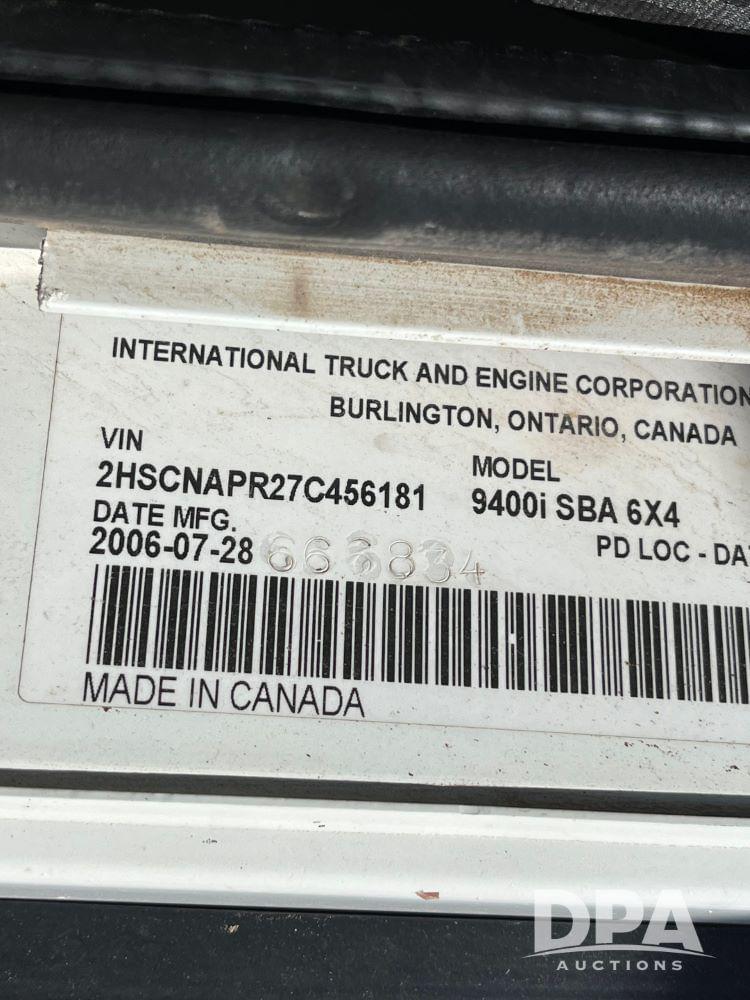 INTERNATIONAL TRUCK AND ENGINE CORPORATION
BURLINGTON, ONTARIO, CANADA
VIN
2HSCNAPR27C456181
MODEL
9400i SBA 6X4
DATE MFG.
2006-07-28
666834
PD LOC - DA
MADE IN CANADA
DPA
AUCTIONS